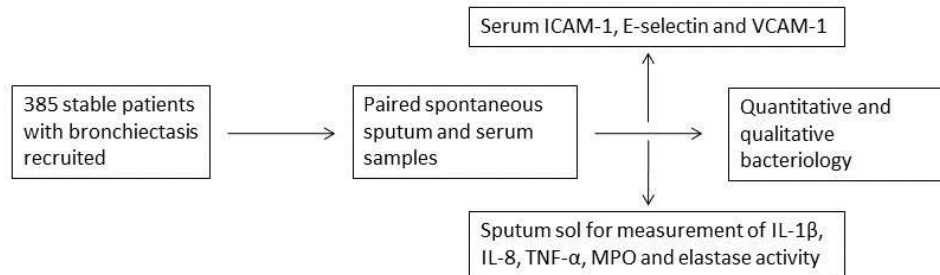 Serum ICAM-1, E-selectin and VCAM-1
385 stable patients
with bronchiectasis
recruited
Paired spontaneous
sputum and serum
samples
Quantitative and
qualitative
bacteriology
Sputum sol for measurement of IL-1β,
IL-8, TNF-α, MPO and elastase activity